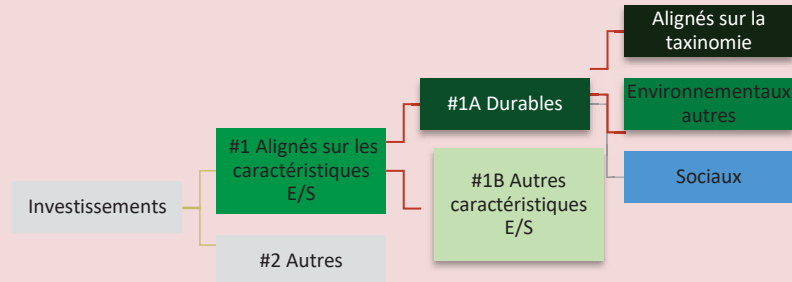 Investissements
#1 Alignés sur les
caractéristiques
E/S
#2 Autres
#1A Durables
#1B Autres
caractéristiques
E/S
Alignés sur la
taxinomie
Environnementaux
autres
Sociaux